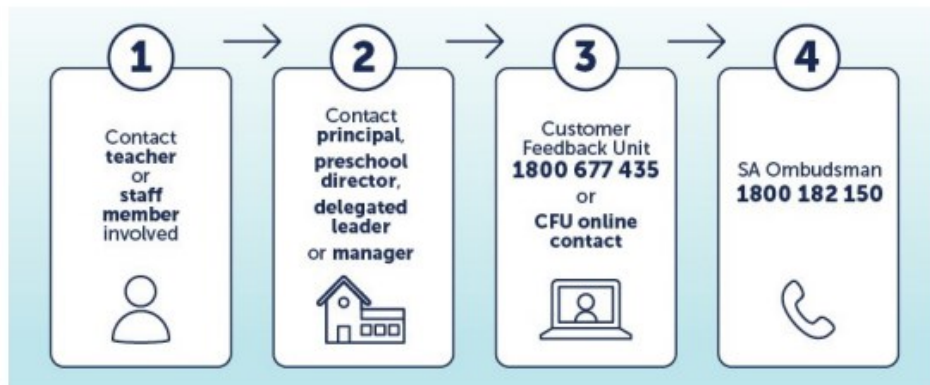 1
Contact
teacher
or
staff
member
involved
2
Contact
principal,
preschool
director,
delegated
leader
or manager
3
Customer
Feedback Unit
1800 677 435
or
CFU online
contact
4
SA Ombudsman
1800 182 150